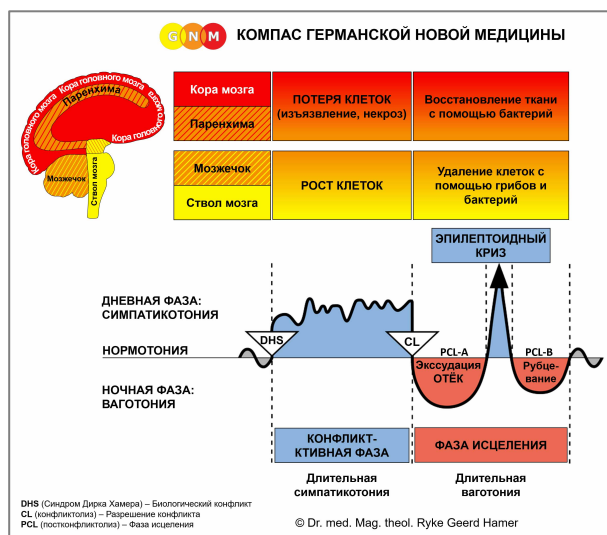 GNM КОМПАС ГЕРМАНСКОЙ НОВОЙ МЕДИЦИНЫ
Кора головного мозга Кора головного мозга
Паренхима
Кора головного
Мозжечок
Ствол мозга
Кора мозга
Паренхима
ПОТЕРЯ КЛЕТОК
(изъязвление, некроз)
Восстановление ткани
с помощью бактерий
Мозжечок
Ствол мозга
РОСТ КЛЕТОК
Удаление клеток с
помощью грибов и
бактерий
ЭПИЛЕПТОИДНЫЙ
КРИЗ
ДНЕВНАЯ ФАЗА:
СИМПАТИКОТОНИЯ
DHS
CL
НОРМОТОНИЯ
PCL-A
Экссудация
ОТЁК
PCL-B
Рубце-
вание
НОЧНАЯ ФАЗА:
ВАГОТОНИЯ
КОНФЛИКТ-
КТИВНАЯ ФАЗА
ФАЗА ИСЦЕЛЕНИЯ
Длительная
симпатикотония
Длительная
ваготония
DHS (Синдром Дирка Хамера) – Биологический конфликт
CL (конфликтолиз) – Разрешение конфликта
PCL (постконфликтолиз) – Фаза исцеления
© Dr. med. Mag. theol. Ryke Geerd Hamer